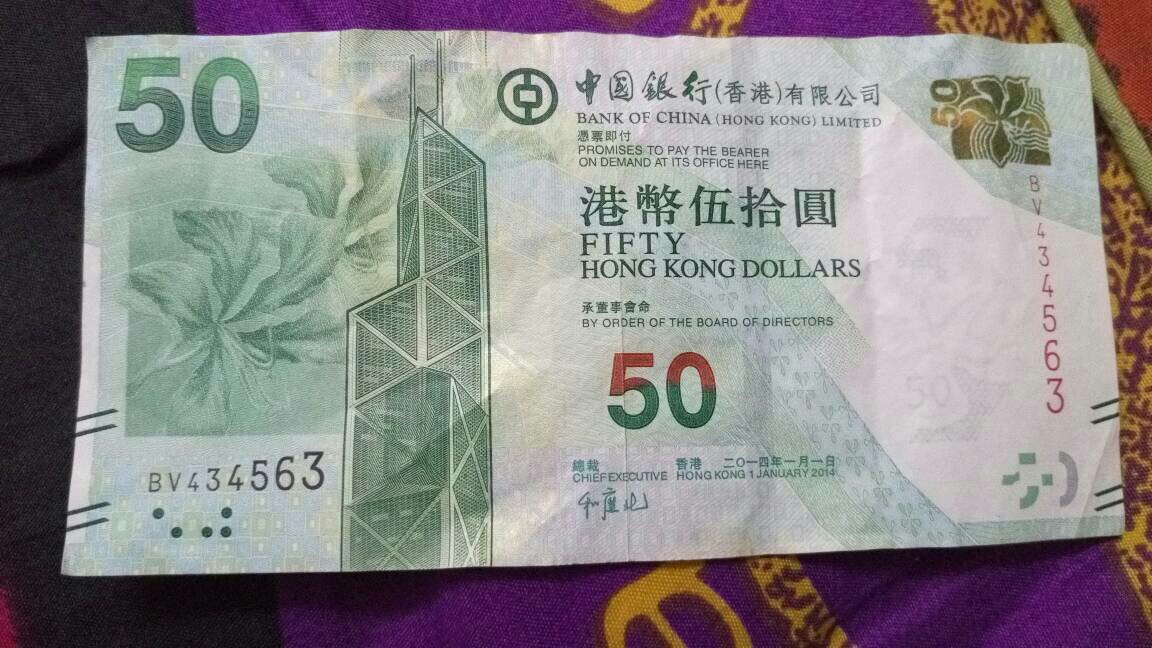 50
中國銀行(香港)有限公司
BANK OF CHINA (HONG KONG) LIMITED
憑票即付
PROMISES TO PAY THE BEARER
ON DEMAND AT ITS OFFICE HERE
50
港幣伍拾圓
FIFTY
HONG KONG DOLLARS
承董事會命
BY ORDER OF THE BOARD OF DIRECTORS
50
BV434563
50
BV434563
總裁 香港 二〇一四年一月一日
CHIEF EXECUTIVE HONG KONG 1 JANUARY 2014